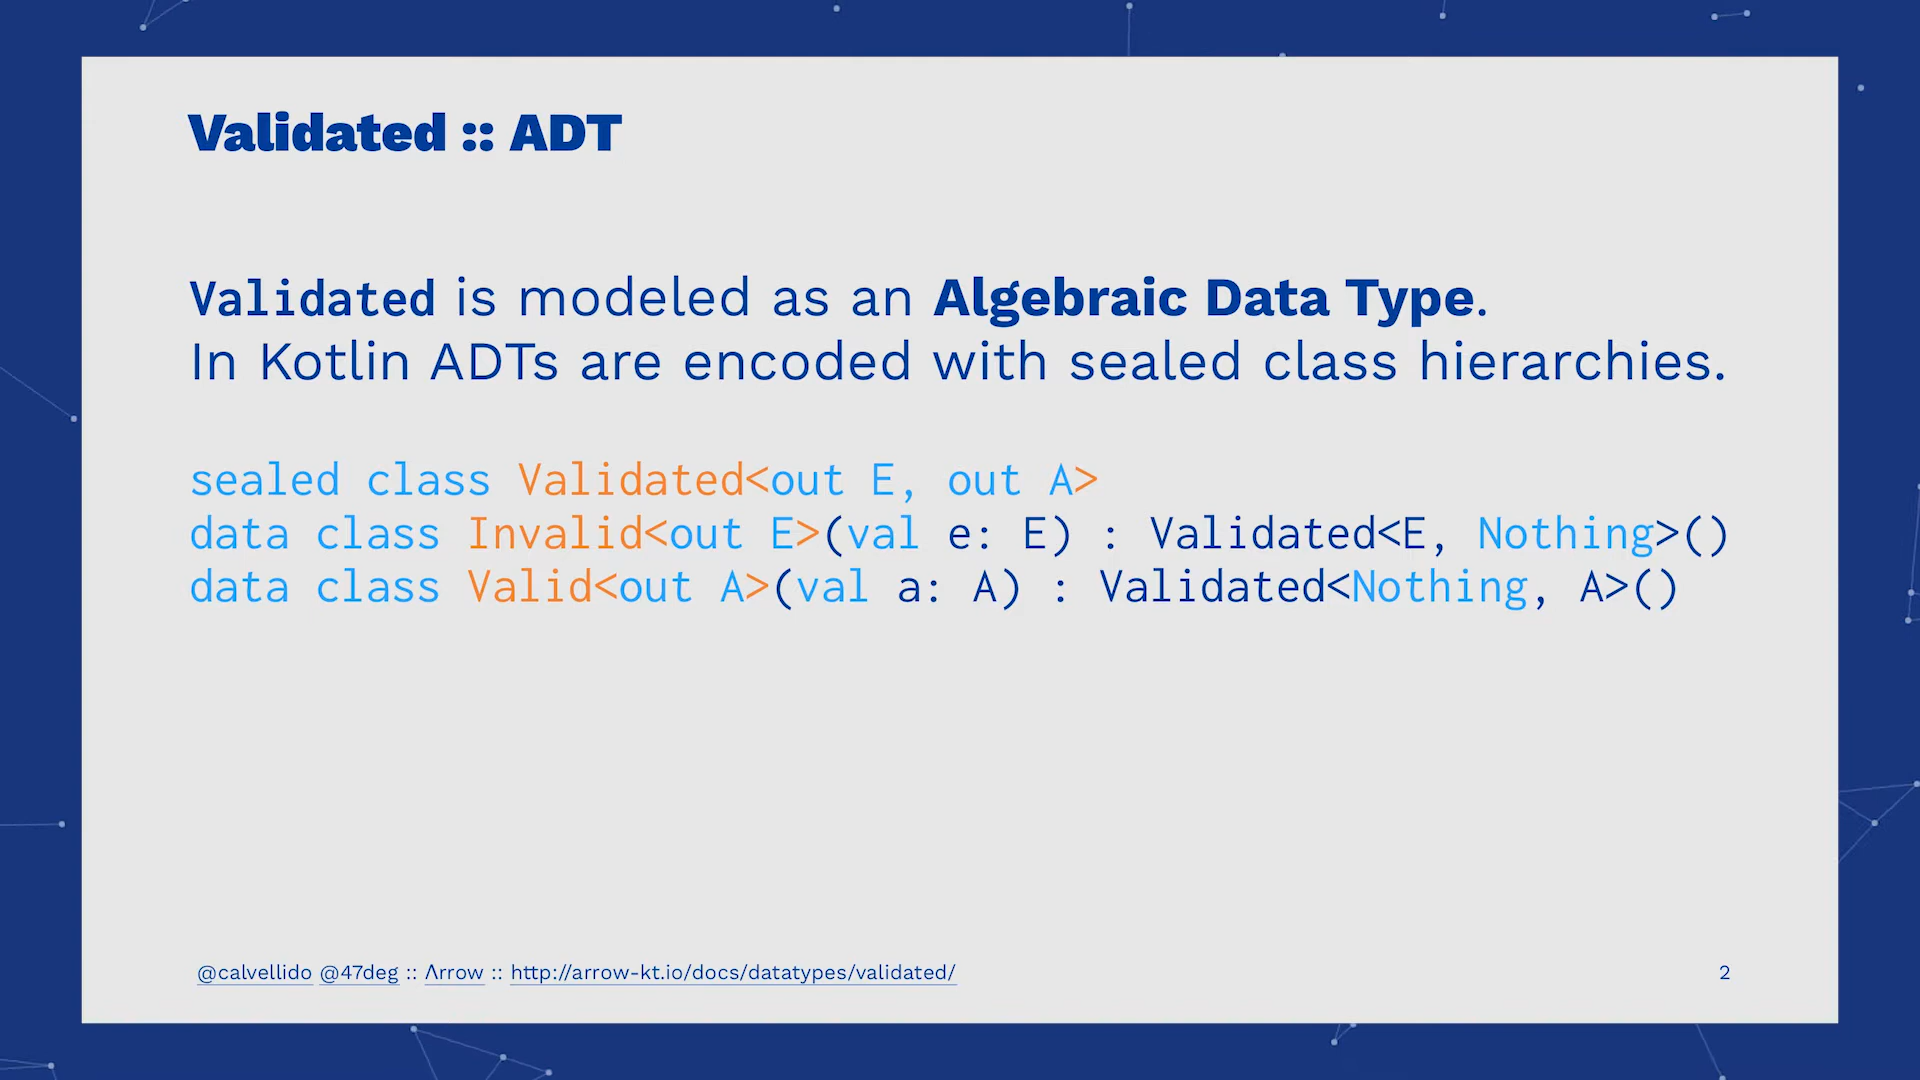 Validated :: ADT
Validated is modeled as an Algebraic Data Type.
In Kotlin ADTs are encoded with sealed class hierarchies.
sealed class Validated<out E, out A>
data class Invalid<out E>(val e: E) : Validated<E, Nothing>()
data class Valid<out A>(val a: A) : Validated<Nothing, A>()
@calvellido @47deg :: Λrrow :: http://arrow-kt.io/docs/datatypes/validated/
2